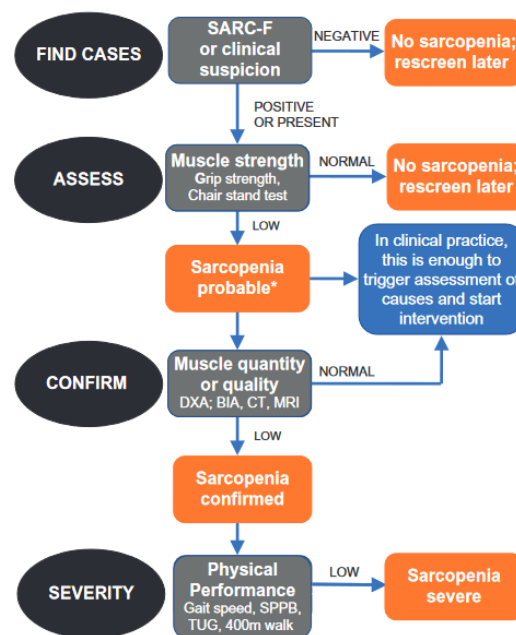 FIND CASES
SARC-F
or clinical
suspicion
NEGATIVE
No sarcopenia;
rescreen later
POSITIVE
OR PRESENT
ASSESS
Muscle strength
Grip strength,
Chair stand test
NORMAL
No sarcopenia;
rescreen later
LOW
Sarcopenia
probable*
In clinical practice,
this is enough to
trigger assessment of
causes and start
intervention
CONFIRM
Muscle quantity
or quality
DXA; BIA, CT, MRI
NORMAL
LOW
Sarcopenia
confirmed
SEVERITY
Physical
Performance
Gait speed, SPPB,
TUG, 400m walk
LOW
Sarcopenia
severe